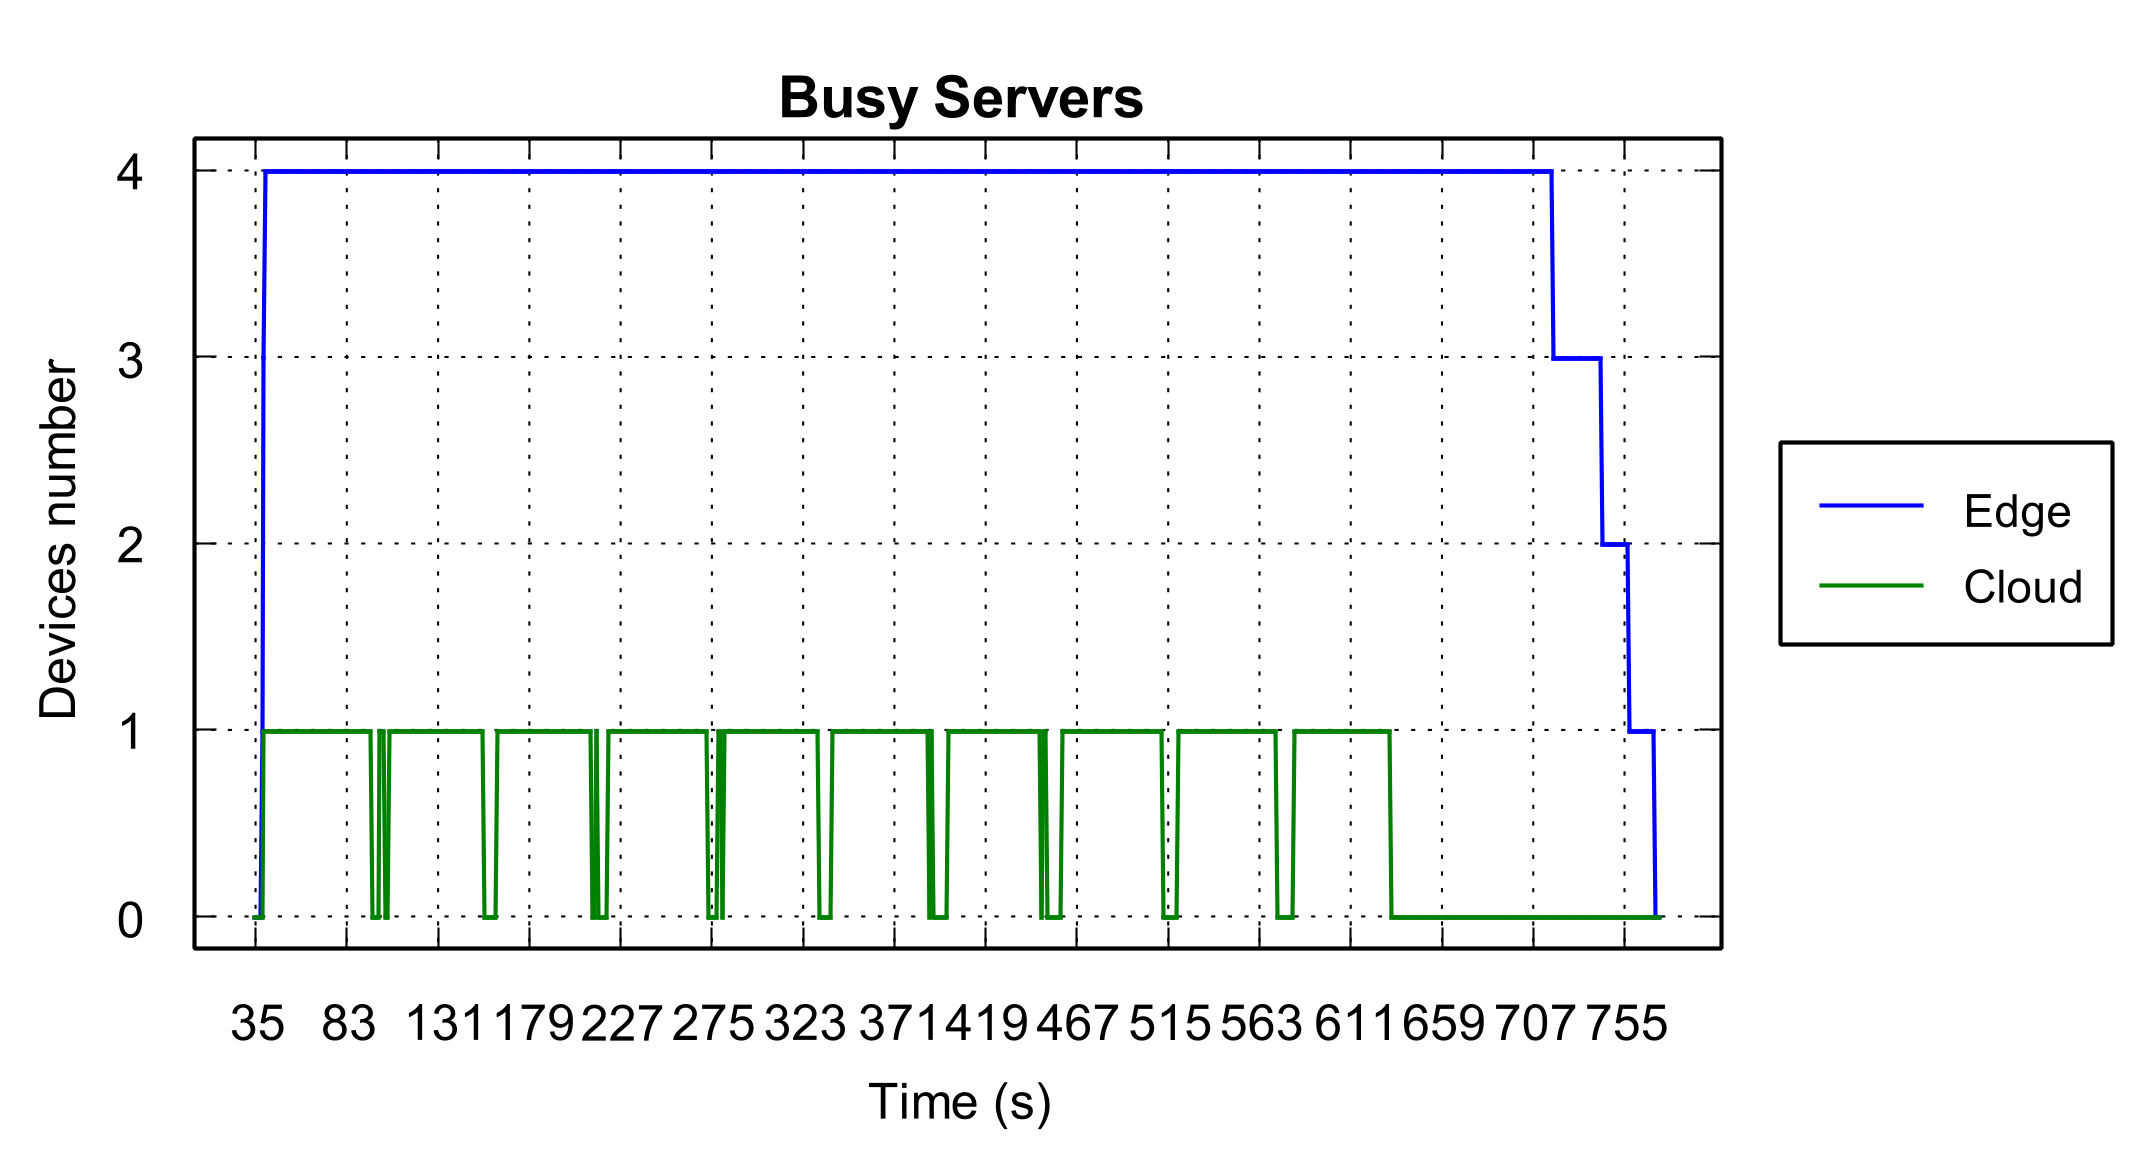 Busy Servers
4
3
2
1
0
Devices number
35 83 131 179 227 275 323 371 419 467 515 563 611 659 707 755
Time (s)
Edge
Cloud